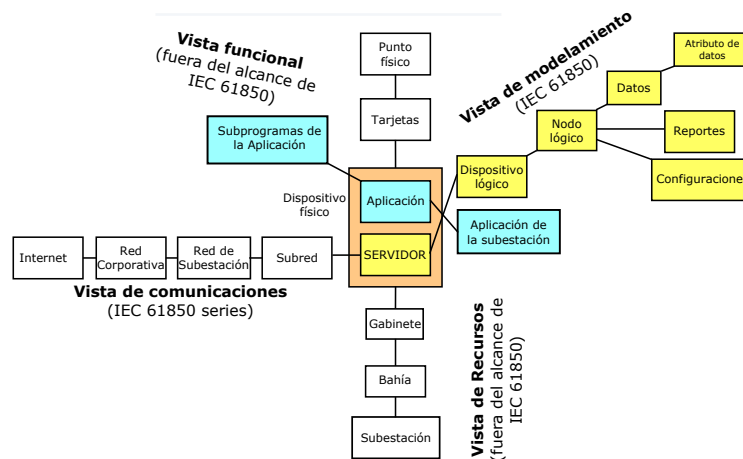 Vista funcional
(fuera del alcance de
IEC 61850)
Punto
físico
Vista de modelamiento
(IEC 61850)
Atributo de
datos
Datos
Subprogramas de
la Aplicación
Tarjetas
Nodo
lógico
Reportes
Dispositivo
lógico
Configuracione
Dispositivo
físico
Aplicación
Aplicación de
la subestación
Internet
Red
Corporativa
Red de
Subestación
Subred
SERVIDOR
Vista de comunicaciones
(IEC 61850 series)
Gabinete
Bahía
Subestación
Vista de Recursos
(fuera del alcance de
IEC 61850)